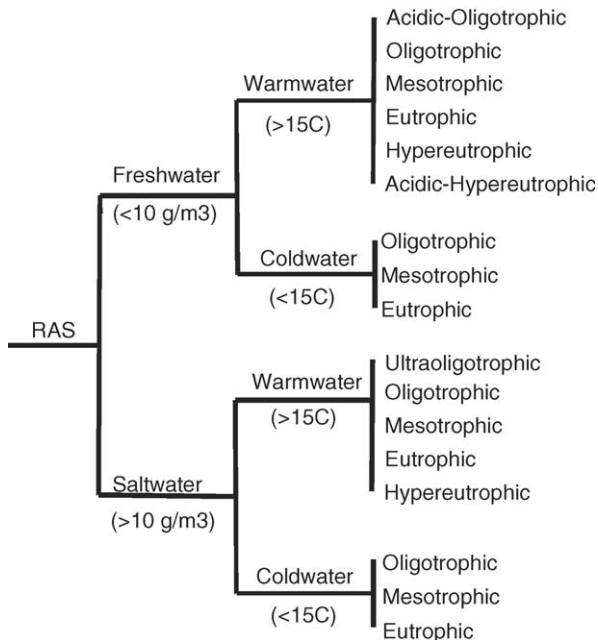 Acidic-Oligotrophic
Oligotrophic
Warmwater
Mesotrophic
(>15C)
Eutrophic
Hypereutrophic
Freshwater
Acidic-Hypereutrophic
(<10 g/m3)
Oligotrophic
Coldwater
Mesotrophic
(<15C)
Eutrophic
RAS
Ultraoligotrophic
Warmwater
Oligotrophic
(>15C)
Mesotrophic
Eutrophic
Saltwater
Hypereutrophic
(>10 g/m3)
Oligotrophic
Coldwater
Mesotrophic
(<15C)
Eutrophic